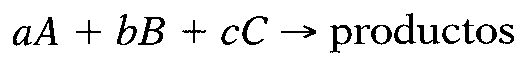 aA + bB + cC → productos